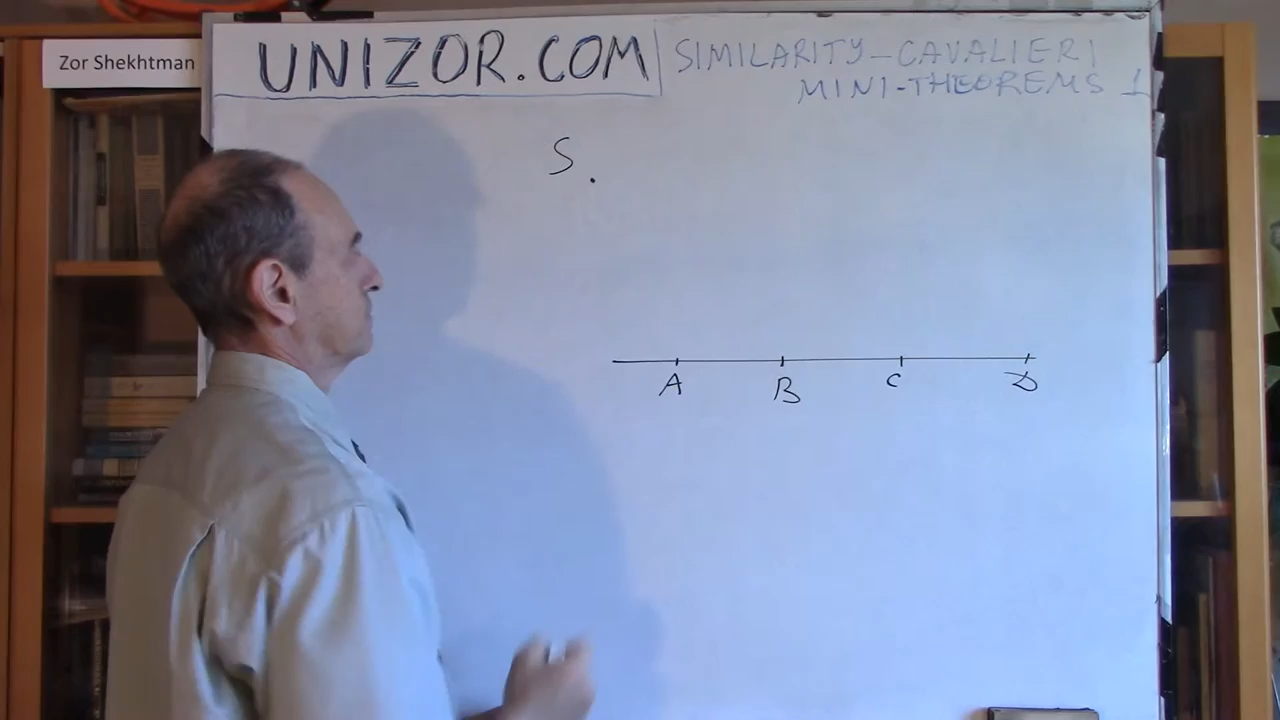 Zor Shekhtman
UNIZOR.COM
SIMILARITY-CAVALIERI
MINI-THEOREMS 1
S
A B C D